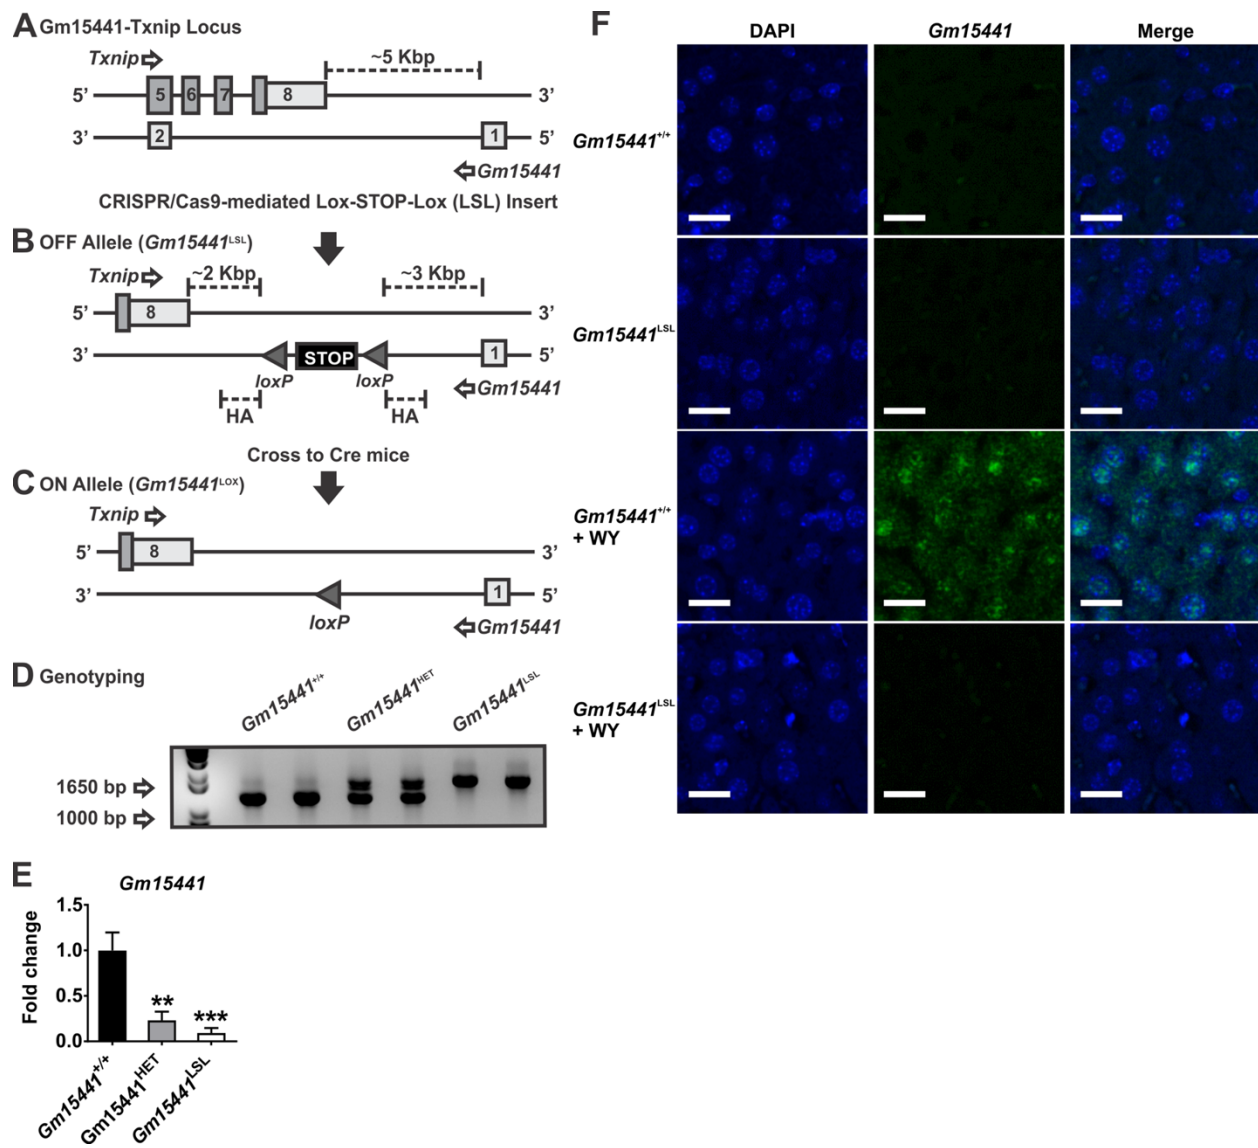 A Gm15441-Txnip Locus
Txnip
~5 Kbp
5’ 5 6 7 8 3’
3’ 2 1 5’
Gm15441
CRISPR/Cas9-mediated Lox-STOP-Lox (LSL) Insert
B OFF Allele (Gm15441LSL)
Txnip
~2 Kbp ~3 Kbp
5’ 8 3’
3’ STOP 1 5’
loxP loxP Gm15441
HA HA
Cross to Cre mice
C ON Allele (Gm15441LOX)
Txnip
5’ 8 3’
3’ 1 5’
loxP Gm15441
D Genotyping
Gm15441+/+ Gm15441HET Gm15441LSL
1650 bp
1000 bp
E Gm15441
Fold change
1.5
1.0
0.5
0.0
** ***
Gm15441+/+ Gm15441HET Gm15441LSL
F
DAPI Gm15441 Merge
Gm15441+/+
Gm15441LSL
Gm15441+/+
+ WY
Gm15441LSL
+ WY